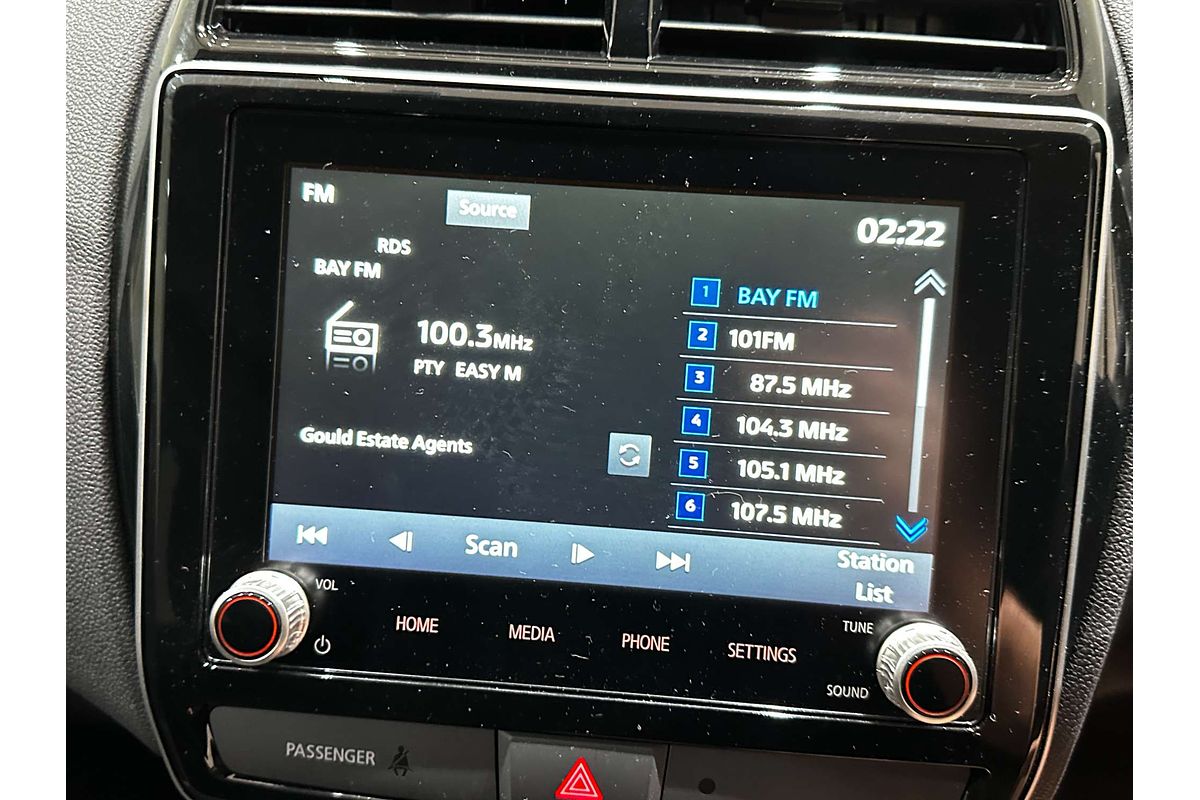 FM
Source
02:22
RDS
BAY FM
100.3MHz
PTY EASY M
Gould Estate Agents
1 BAY FM
2 101FM
3 87.5 MHz
4 104.3 MHz
5 105.1 MHz
6 107.5 MHz
Scan
Station
List
VOL
HOME
MEDIA
PHONE
SETTINGS
TUNE
SOUND
PASSENGER